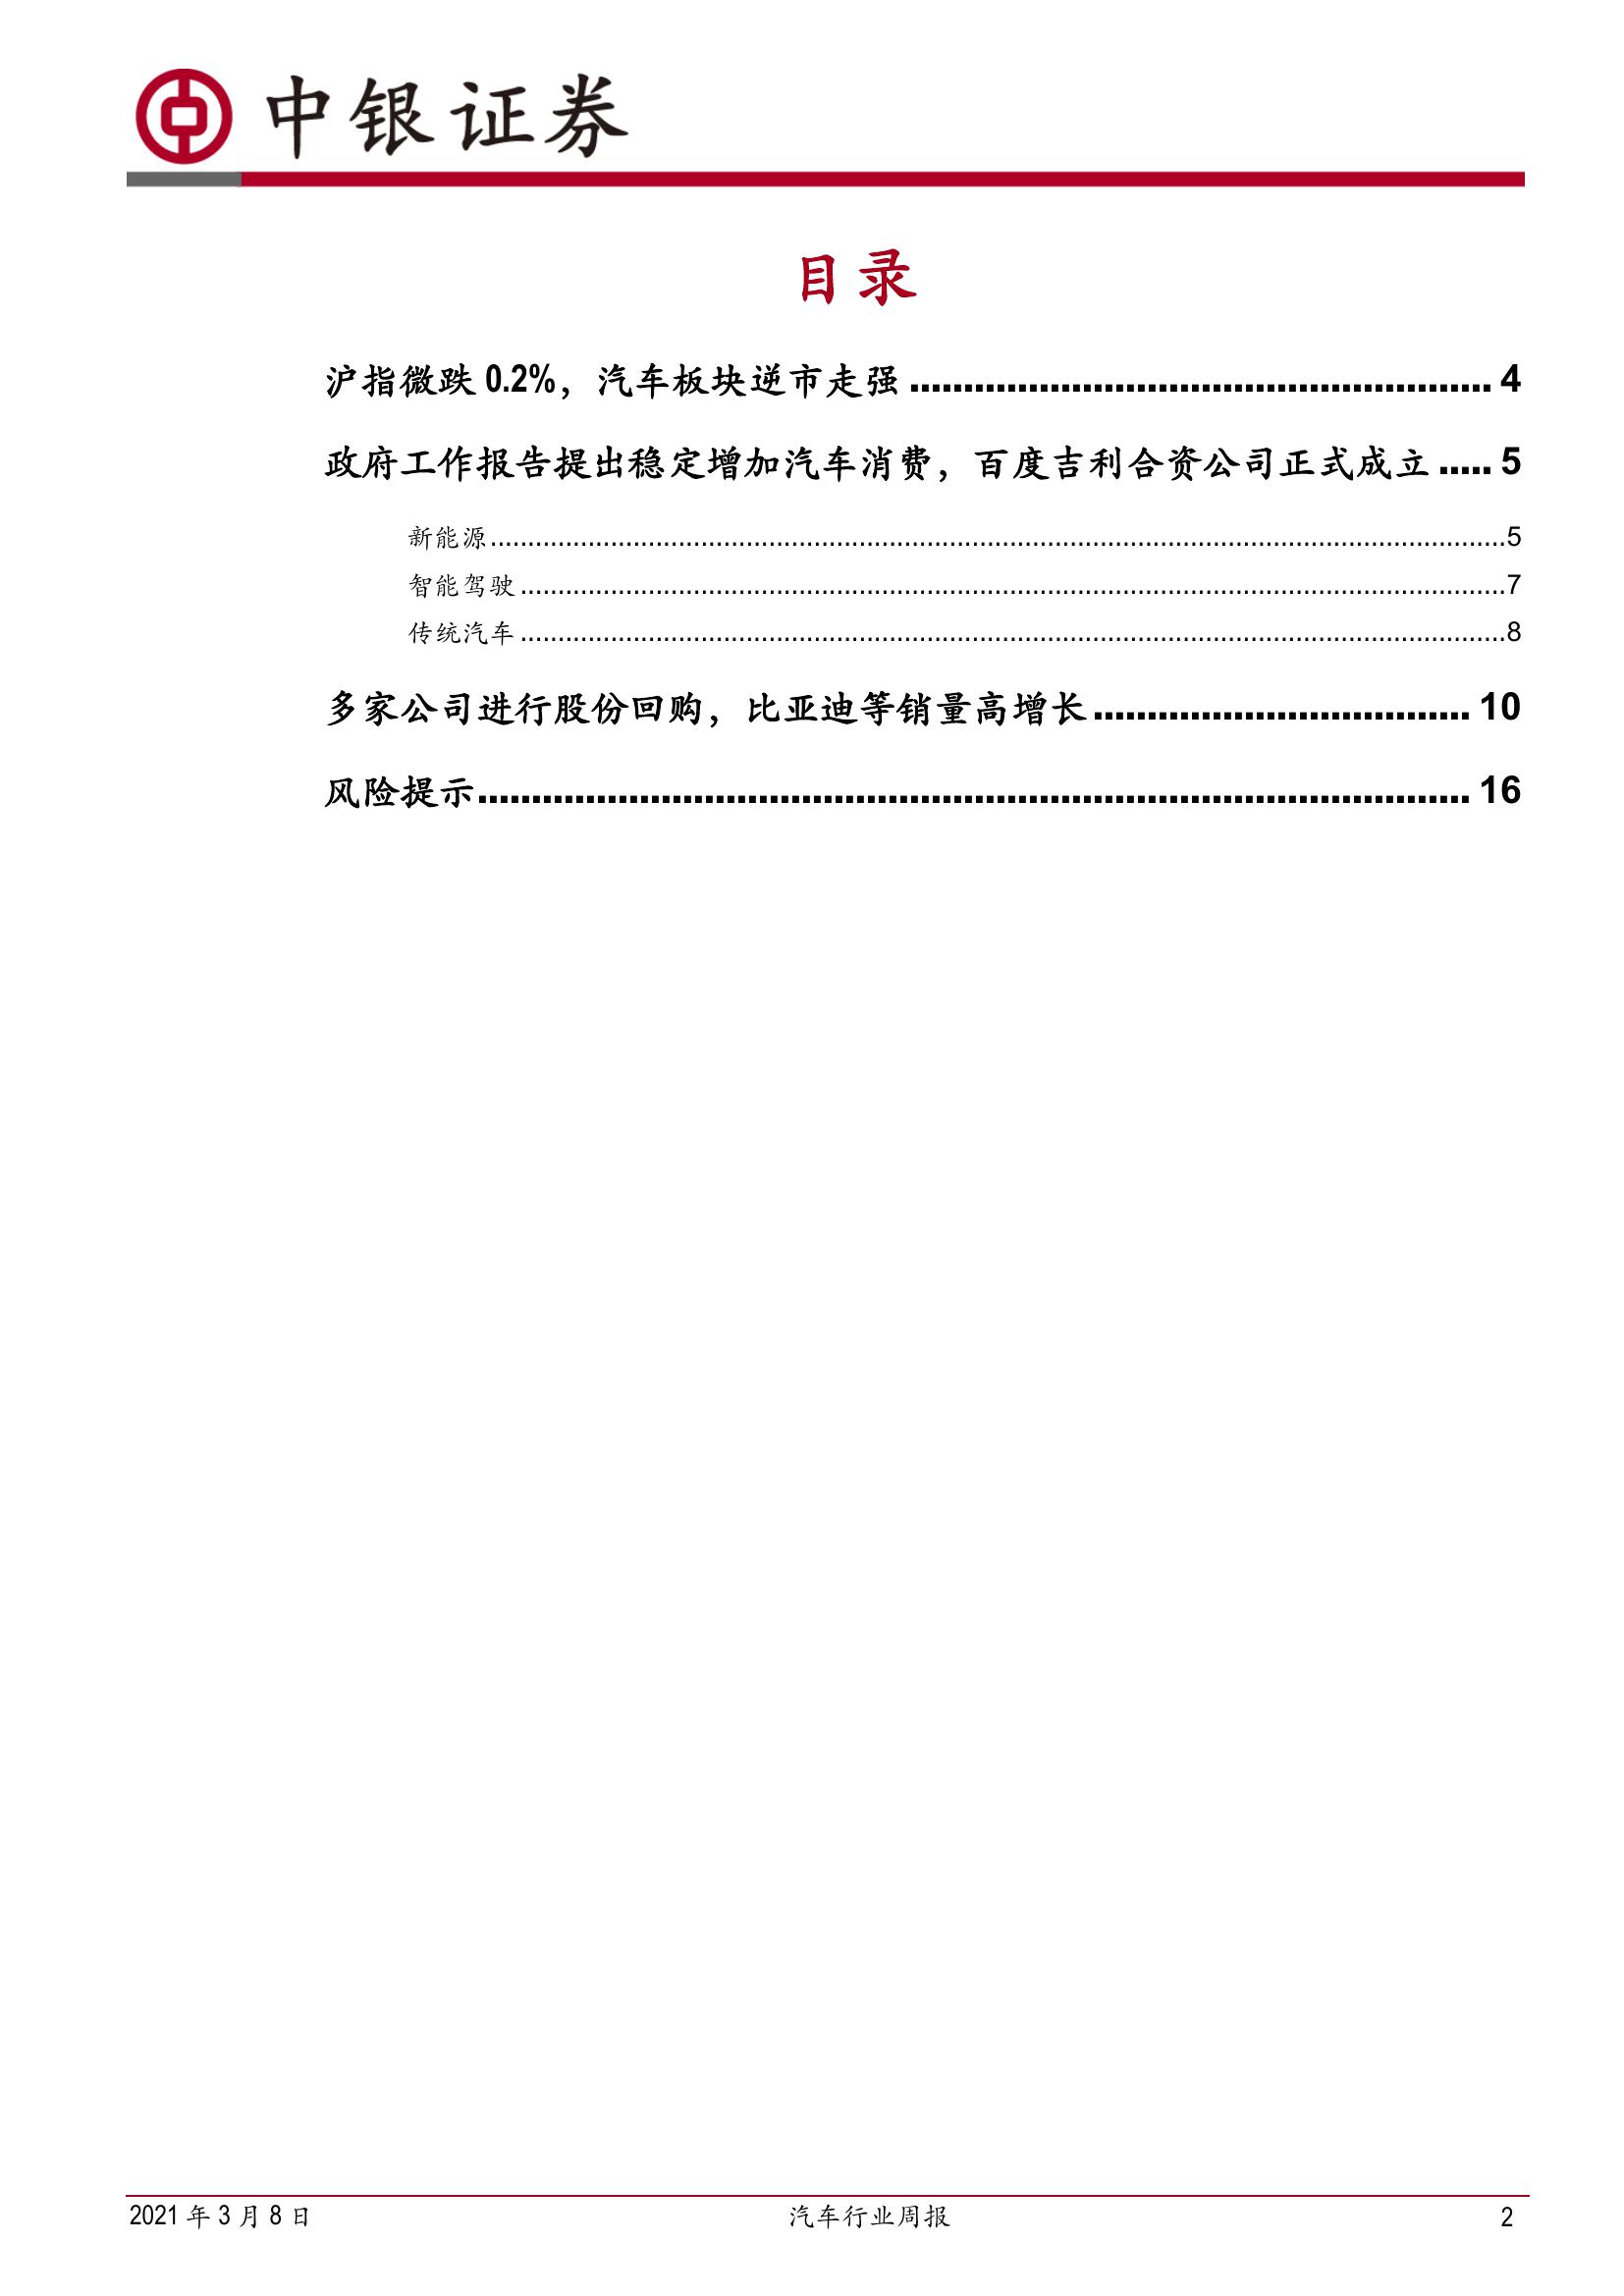 中银证券
目录
沪指微跌 0.2%，汽车板块逆市走强 ...................................................... 4
政府工作报告提出稳定增加汽车消费，百度吉利合资公司正式成立 ..... 5
新能源 ........................................................................................................................................5
智能驾驶 ....................................................................................................................................7
传统汽车 ....................................................................................................................................8
多家公司进行股份回购，比亚迪等销量高增长 ................................... 10
风险提示 ............................................................................................ 16
2021 年 3 月 8 日 汽车行业周报 2